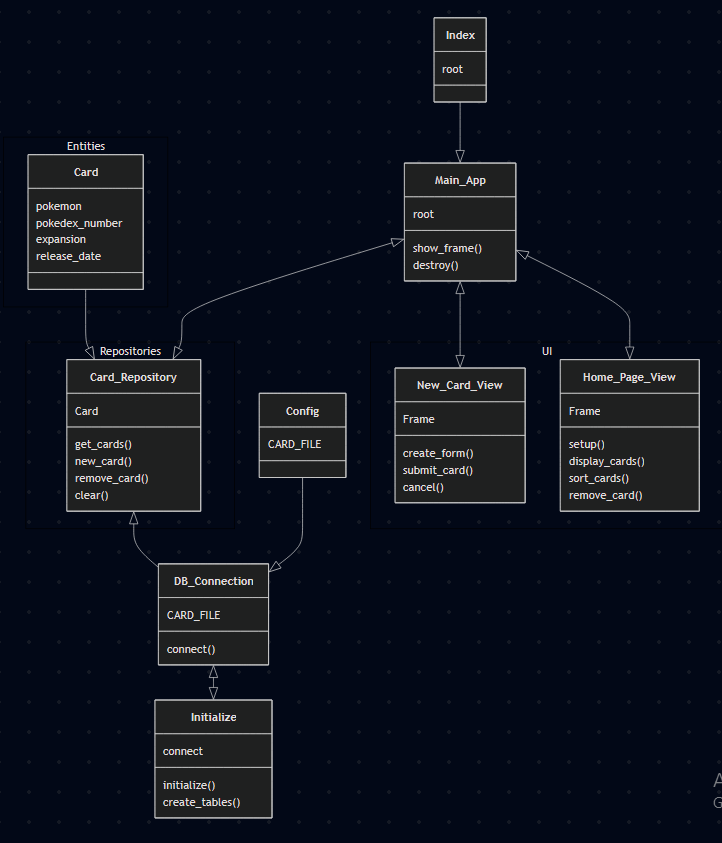 Index
root
Entities
Card
pokemon
pokedex_number
expansion
release_date
Main_App
root
show_frame()
destroy()
Repositories
Card_Repository
Card
get_cards()
new_card()
remove_card()
clear()
Config
CARD_FILE
UI
New_Card_View
Frame
create_form()
submit_card()
cancel()
Home_Page_View
Frame
setup()
display_cards()
sort_cards()
remove_card()
DB_Connection
CARD_FILE
connect()
Initialize
connect
initialize()
create_tables()